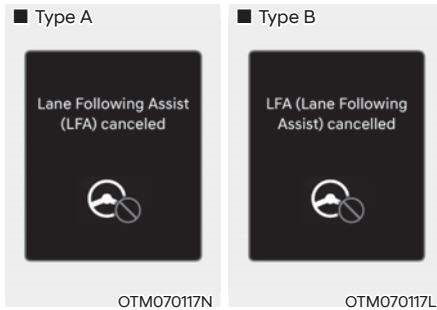 ■ Type A
Lane Following Assist
(LFA) canceled
OTM070117N
■ Type B
LFA (Lane Following
Assist) cancelled
OTM070117L